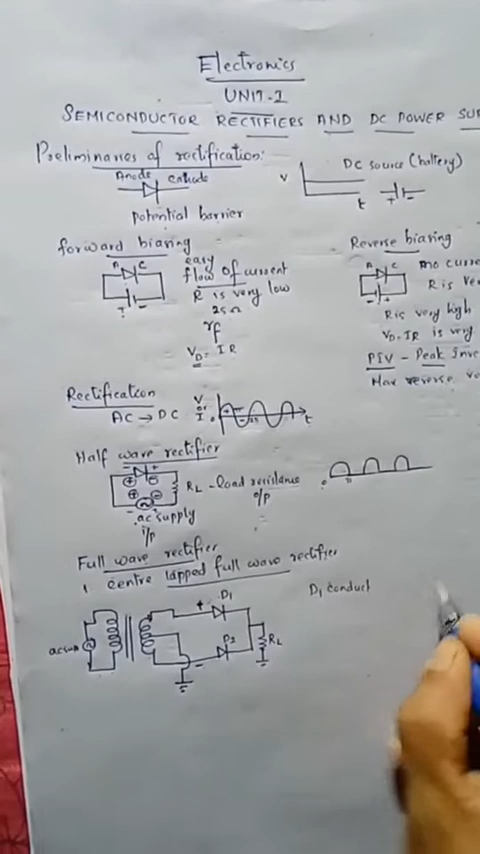 Electronics
UNIT-I
SEMICONDUCTOR RECTIFIERS AND DC POWER SU
Preliminaries of rectification:
Anode cathode
V
t
DC source (battery)
+ -
Potential barrier
forward biasing
A C
+ -
easy
flow of current
R is very low
25Ω
rf
VD = IR
Reverse biasing
A C
- +
no curre
R is Ve
R is very high
VD = IR is very
PIV - Peak Inve
Max reverse vo
Rectification
AC → DC
V
or
I
t
Half wave rectifier
RL - load resistance
o/p
ac supply
i/p
Full wave rectifier
1, centre tapped full wave rectifier
D1 conduct
+ D1
D2
RL
-